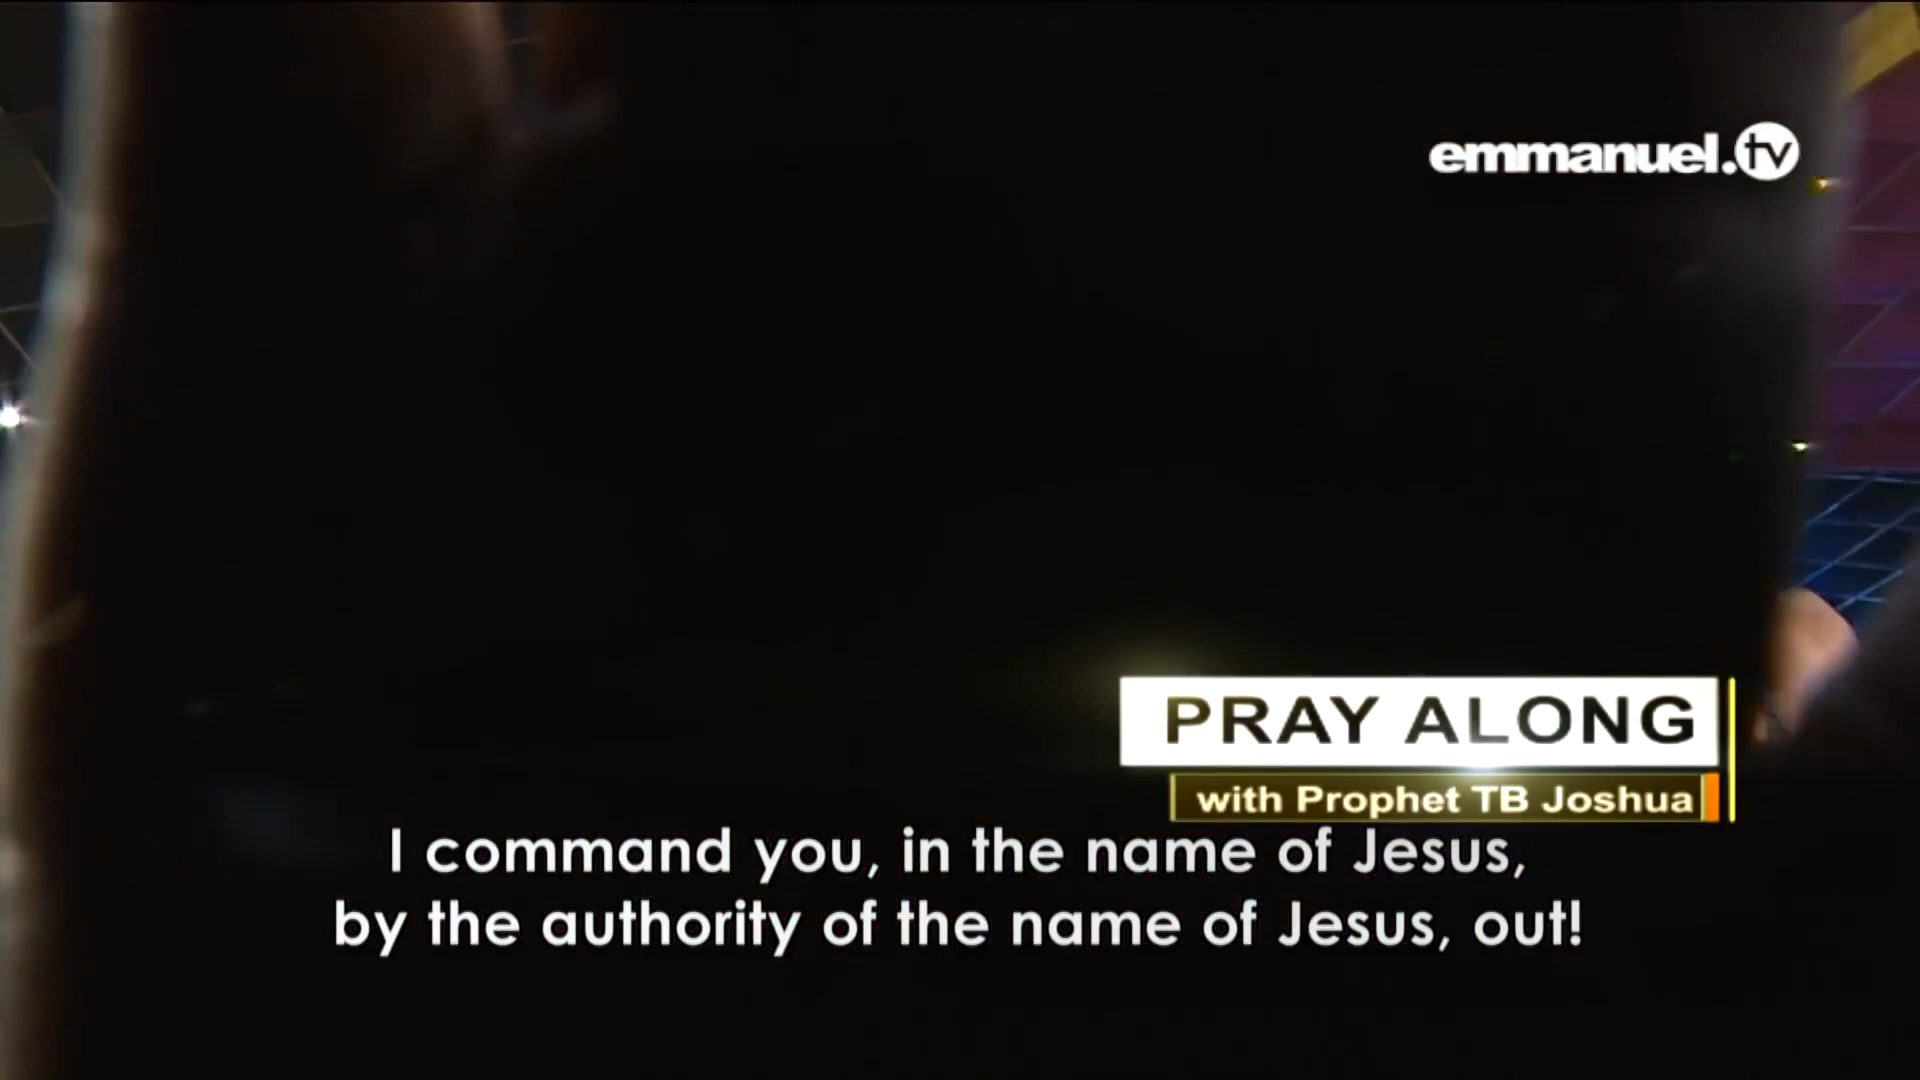 emmanuel.tv
PRAY ALONG
with Prophet TB Joshua
I command you, in the name of Jesus,
by the authority of the name of Jesus, out!